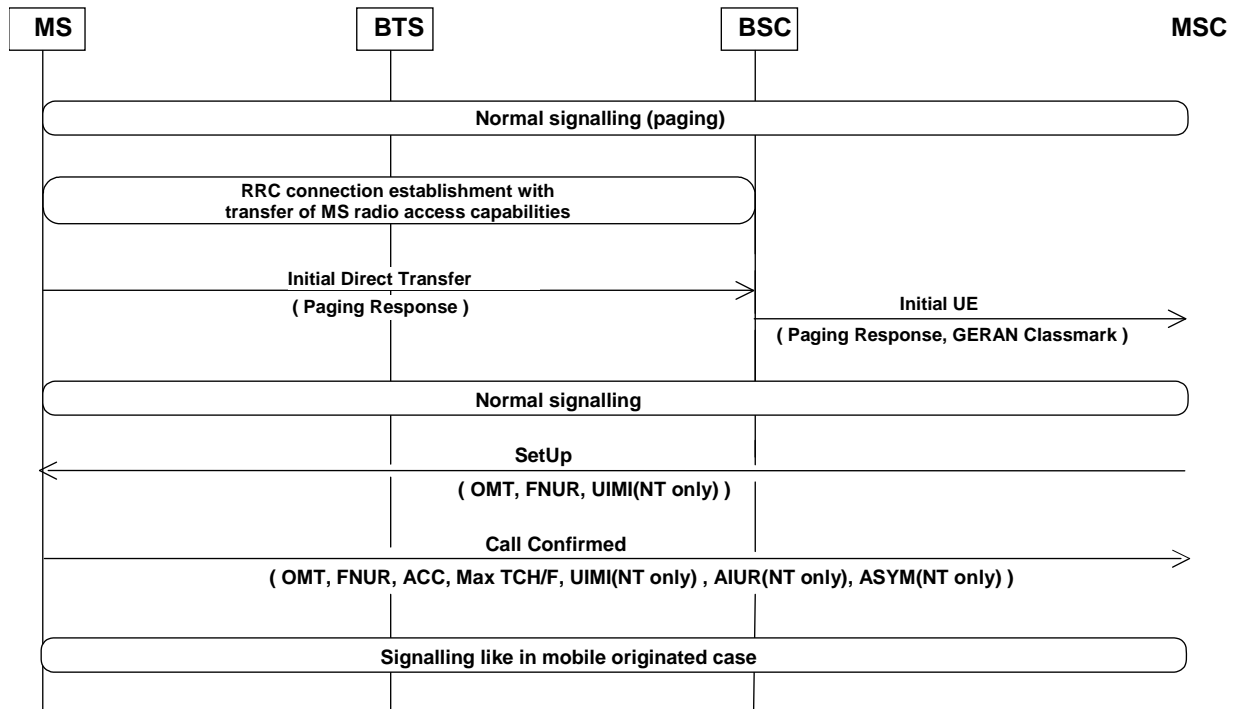 MS BTS BSC MSC
Normal signalling (paging)
RRC connection establishment with
transfer of MS radio access capabilities
Initial Direct Transfer
( Paging Response )
Initial UE
( Paging Response, GERAN Classmark )
Normal signalling
SetUp
( OMT, FNUR, UIMI(NT only) )
Call Confirmed
( OMT, FNUR, ACC, Max TCH/F, UIMI(NT only) , AIUR(NT only), ASYM(NT only) )
Signalling like in mobile originated case